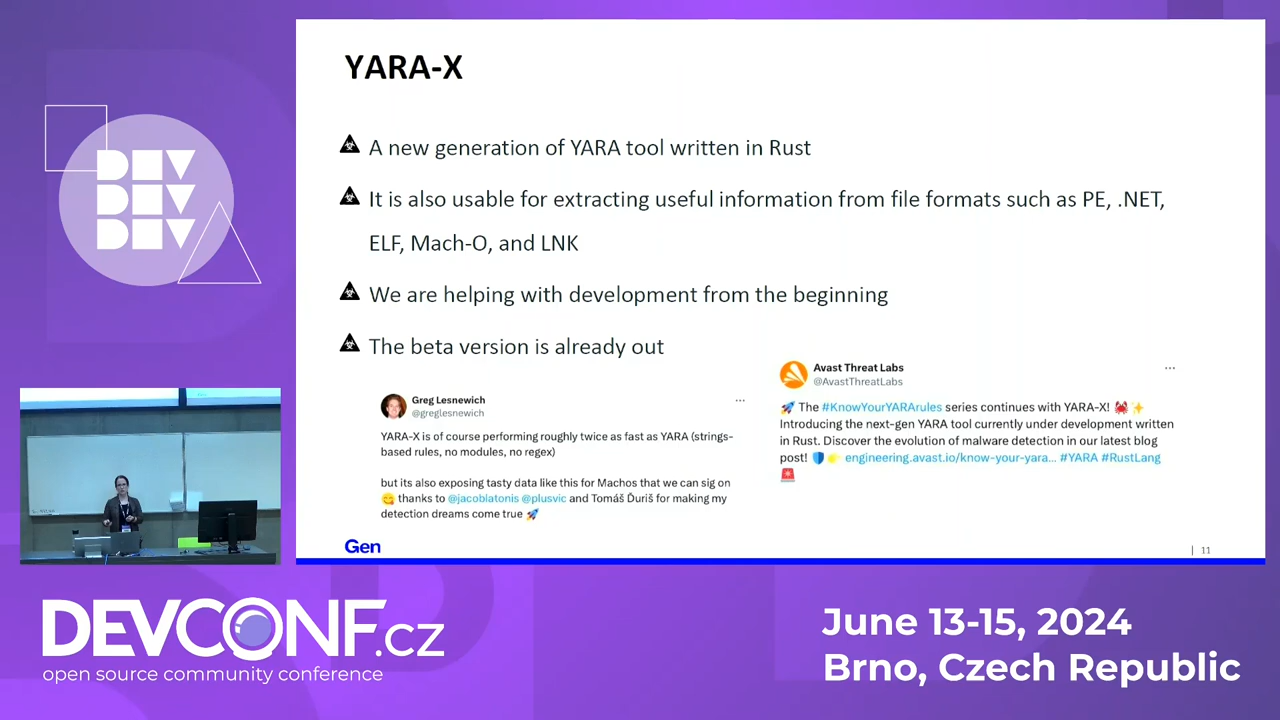 YARA-X
A new generation of YARA tool written in Rust
It is also usable for extracting useful information from file formats such as PE, .NET,
ELF, Mach-O, and LNK
We are helping with development from the beginning
The beta version is already out
Greg Lesnewich
@greglesnewich
YARA-X is of course performing roughly twice as fast as YARA (strings-
based rules, no modules, no regex)
but its also exposing tasty data like this for Machos that we can sig on
😋 thanks to @jacoblatonis @plusvic and Tomáš Ďuriš for making my
detection dreams come true 🚀
Avast Threat Labs
@AvastThreatLabs
🚀 The #KnowYourYARArules series continues with YARA-X! 🦀 ✨
Introducing the next-gen YARA tool currently under development written
in Rust. Discover the evolution of malware detection in our latest blog
post! 🛡️ 👉 engineering.avast.io/know-your-yara... #YARA #RustLang
🚨
Gen
| 11
DEV
DEV
DEV
DEVCONF.cz
open source community conference
June 13-15, 2024
Brno, Czech Republic